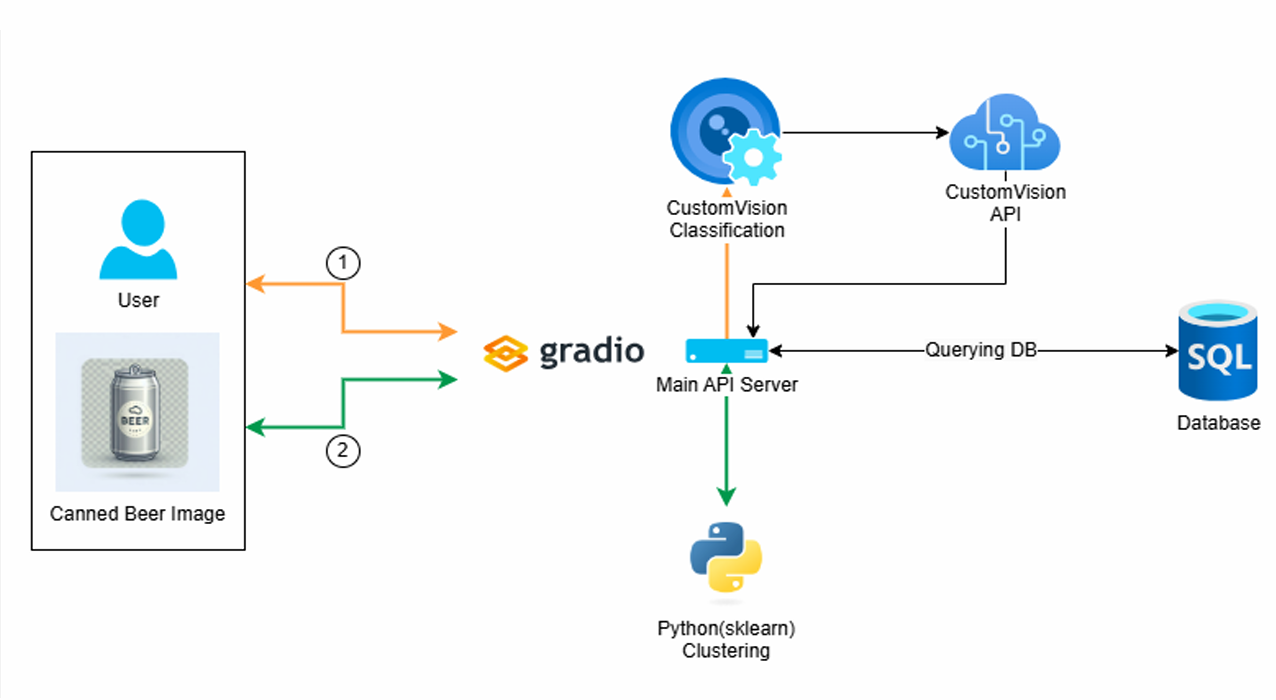 User
BEER
Canned Beer Image
1
2
gradio
CustomVision
Classification
CustomVision
API
Main API Server
Querying DB
SQL
Database
Python(sklearn)
Clustering